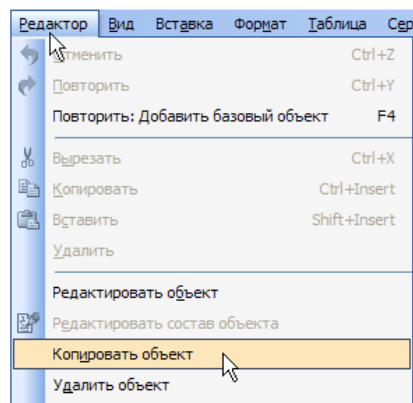 Редактор Вид Вставка Формат Таблица Сер
Отменить Ctrl+Z
Повторить Ctrl+Y
Повторить: Добавить базовый объект F4
Вырезать Ctrl+X
Копировать Ctrl+Insert
Вставить Shift+Insert
Удалить
Редактировать объект
Редактировать состав объекта
Копировать объект
Удалить объект